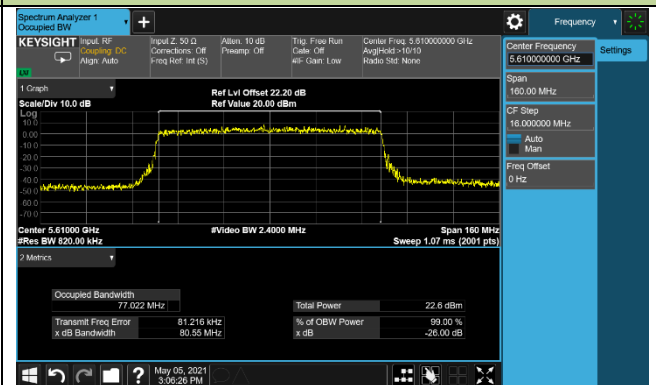 Spectrum Analyzer 1
Occupied BW
Frequency
KEYSIGHT
Input: RF
Coupling: DC
Align: Auto
Input Z: 50 Ω
Corrections: Off
Freq Ref: Int (S)
Atten: 10 dB
Preamp: Off
Trig: Free Run
Gate: Off
#IF Gain: Low
Center Freq: 5.610000000 GHz
Avg|Hold:>10/10
Radio Std: None
LXI
Center Frequency
5.610000000 GHz
Settings
Span
160.00 MHz
CF Step
16.000000 MHz
Auto
Man
Freq Offset
0 Hz
1 Graph
Scale/Div 10.0 dB
Ref Lvl Offset 22.20 dB
Ref Value 20.00 dBm
Log
10.0
0.00
-10.0
-20.0
-30.0
-40.0
-50.0
-60.0
-70.0
Center 5.61000 GHz
#Video BW 2.4000 MHz
Span 160 MHz
#Res BW 820.00 kHz
Sweep 1.07 ms (2001 pts)
2 Metrics
Occupied Bandwidth
77.022 MHz
Total Power 22.6 dBm
Transmit Freq Error 81.216 kHz
% of OBW Power 99.00 %
x dB Bandwidth 80.55 MHz
x dB -26.00 dB
May 05, 2021
3:06:26 PM